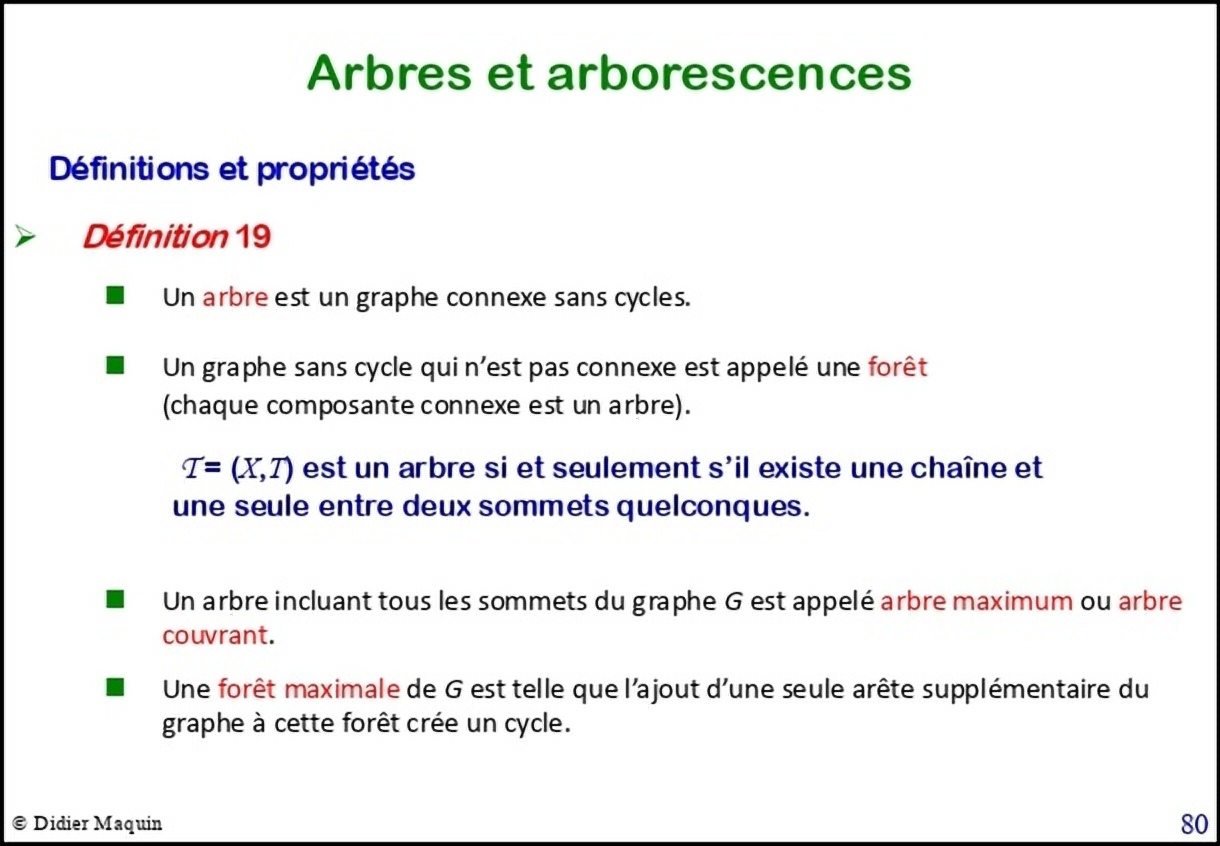 Arbres et arborescences
Définitions et propriétés
Définition 19
Un arbre est un graphe connexe sans cycles.
Un graphe sans cycle qui n’est pas connexe est appelé une forêt
(chaque composante connexe est un arbre).
𝒯= (X,T) est un arbre si et seulement s’il existe une chaîne et
une seule entre deux sommets quelconques.
Un arbre incluant tous les sommets du graphe G est appelé arbre maximum ou arbre
couvrant.
Une forêt maximale de G est telle que l’ajout d’une seule arête supplémentaire du
graphe à cette forêt crée un cycle.
© Didier Maquin
80